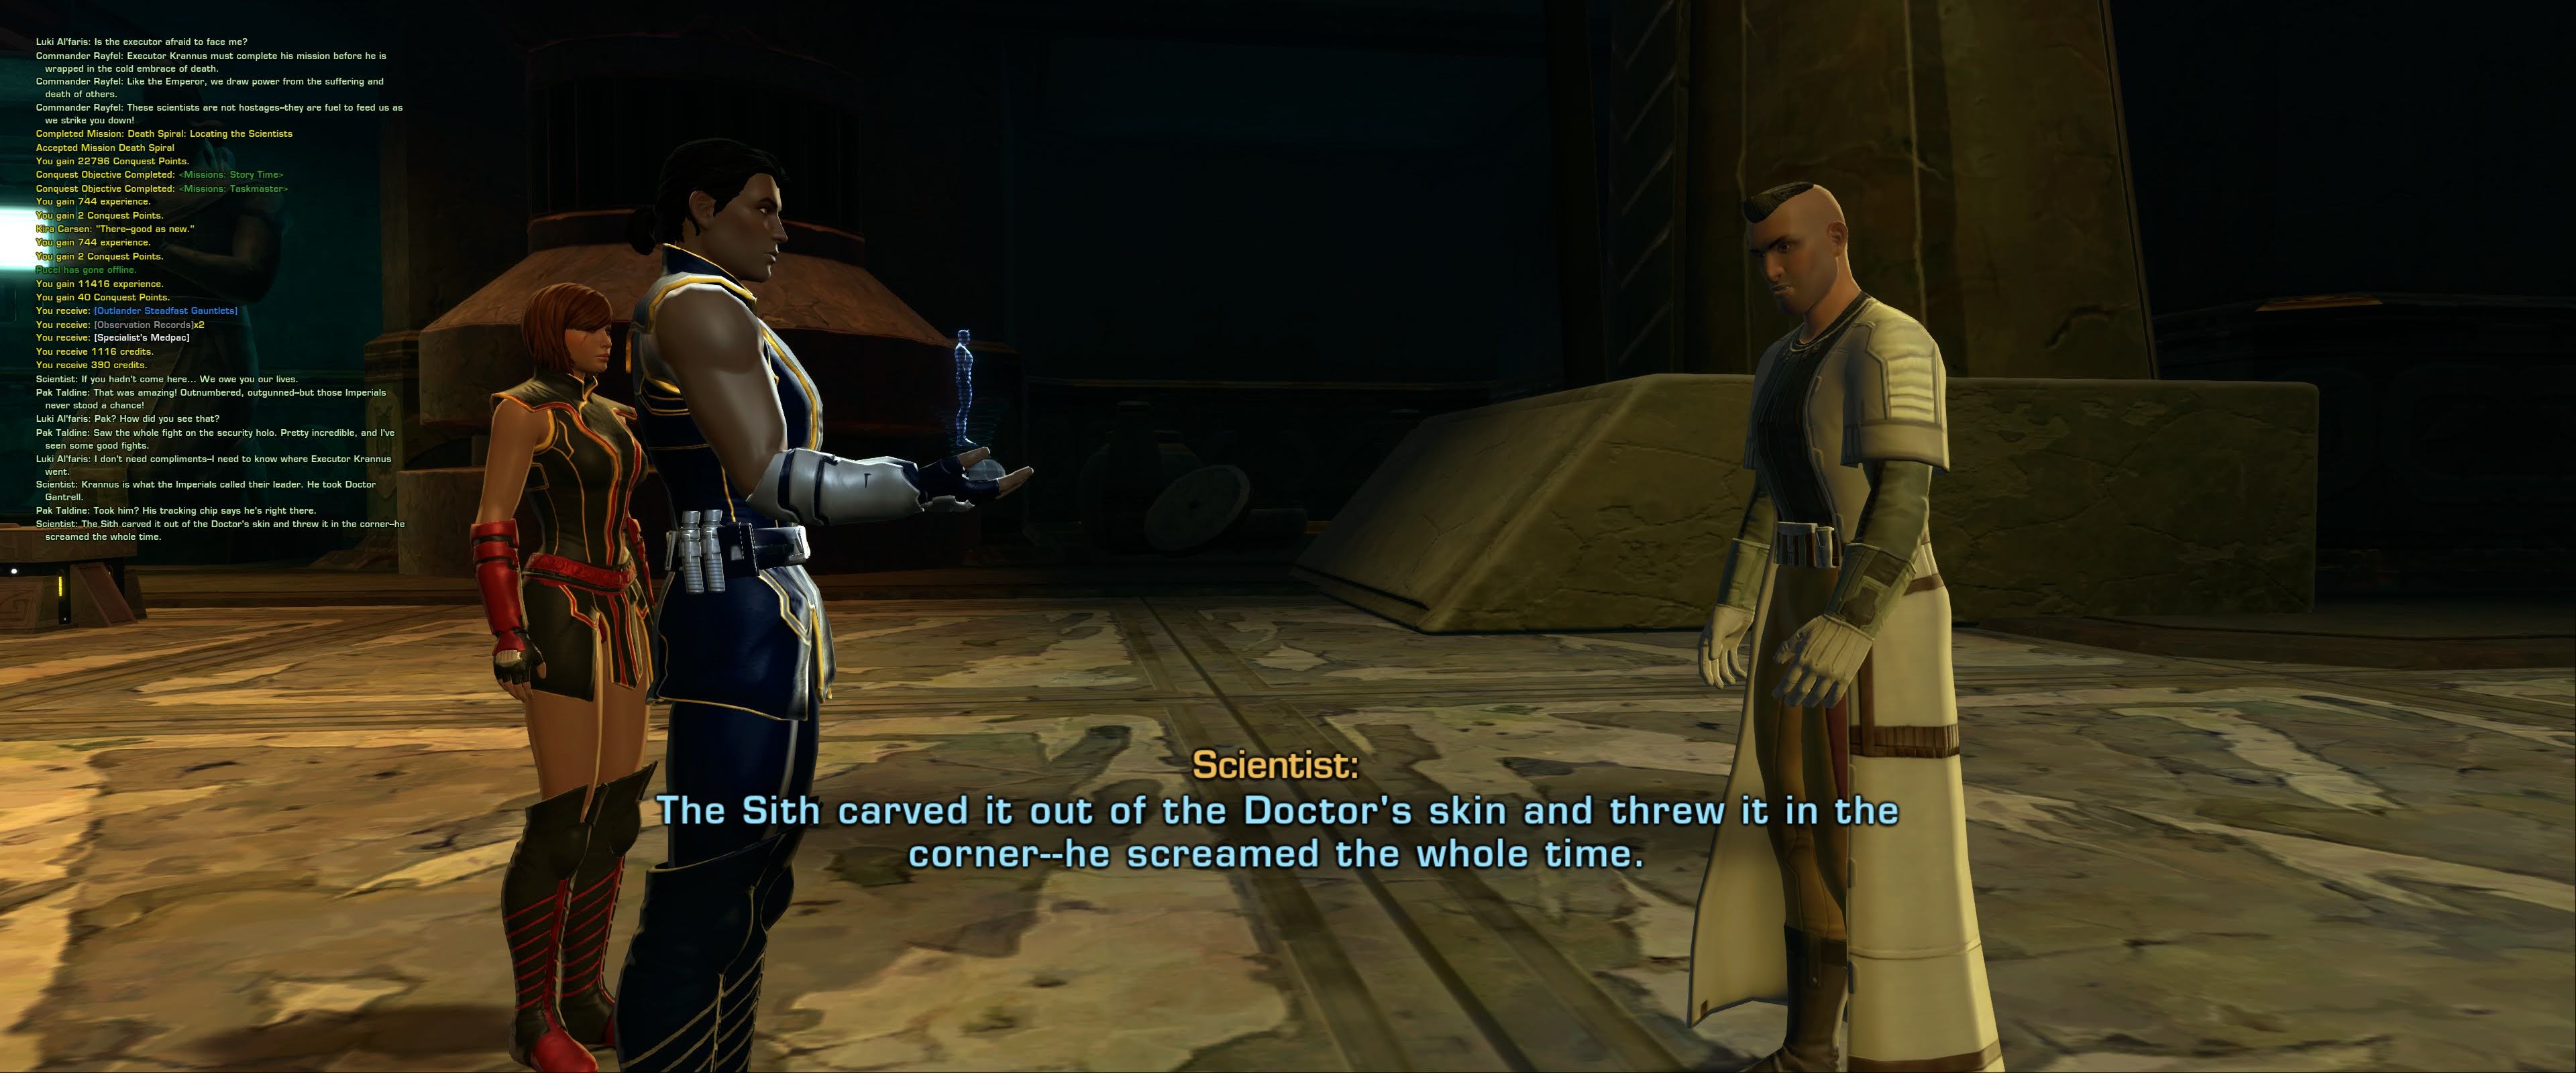 Luki Al'faris: Is the executor afraid to face me?
Commander Rayfel: Executor Krannus must complete his mission before he is
wrapped in the cold embrace of death.
Commander Rayfel: Like the Emperor, we draw power from the suffering and
death of others.
Commander Rayfel: These scientists are not hostages--they are fuel to feed us as
we strike you down!
Completed Mission: Death Spiral: Locating the Scientists
Accepted Mission Death Spiral
You gain 22796 Conquest Points.
Conquest Objective Completed: <Missions: Story Time>
Conquest Objective Completed: <Missions: Taskmaster>
You gain 744 experience.
You gain 2 Conquest Points.
Kira Carsen: "There--good as new."
You gain 744 experience.
You gain 2 Conquest Points.
Pucel has gone offline.
You gain 11416 experience.
You gain 40 Conquest Points.
You receive: [Outlander Steadfast Gauntlets]
You receive: [Observation Records]x2
You receive: [Specialist's Medpac]
You receive 1116 credits.
You receive 390 credits.
Scientist: If you hadn't come here... We owe you our lives.
Pak Taldine: That was amazing! Outnumbered, outgunned--but those Imperials
never stood a chance!
Luki Al'faris: Pak? How did you see that?
Pak Taldine: Saw the whole fight on the security holo. Pretty incredible, and I've
seen some good fights.
Luki Al'faris: I don't need compliments--I need to know where Executor Krannus
went.
Scientist: Krannus is what the Imperials called their leader. He took Doctor
Gantrell.
Pak Taldine: Took him? His tracking chip says he's right there.
Scientist: The Sith carved it out of the Doctor's skin and threw it in the corner--he
screamed the whole time.
Scientist:
The Sith carved it out of the Doctor's skin and threw it in the
corner--he screamed the whole time.